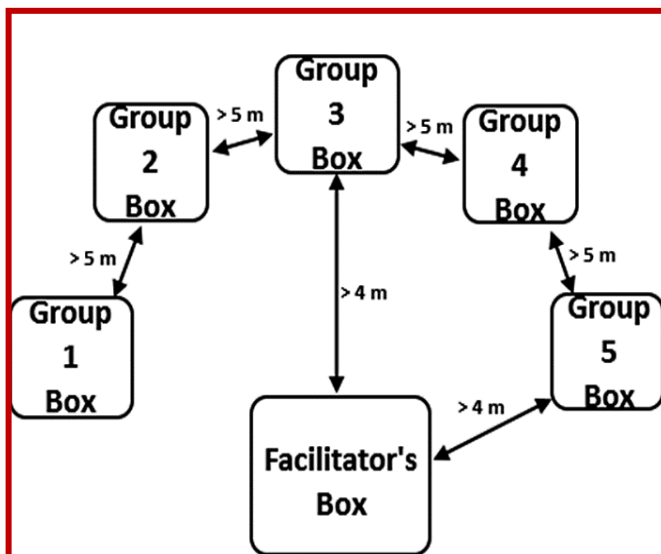 Group
3
Box
> 5 m
> 5 m
Group
2
Box
Group
4
Box
> 5 m
> 5 m
Group
1
Box
Group
5
Box
> 4 m
> 4 m
Facilitator's
Box